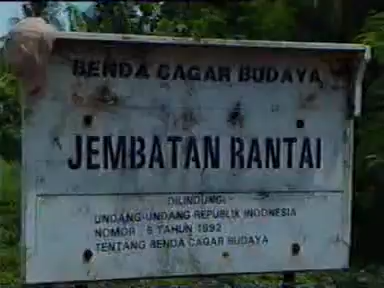 BENDA CAGAR BUDAYA
JEMBATAN RANTAI
DILINDUNGI
UNDANG-UNDANG REPUBLIK INDONESIA
NOMOR 5 TAHUN 1992
TENTANG BENDA CAGAR BUDAYA